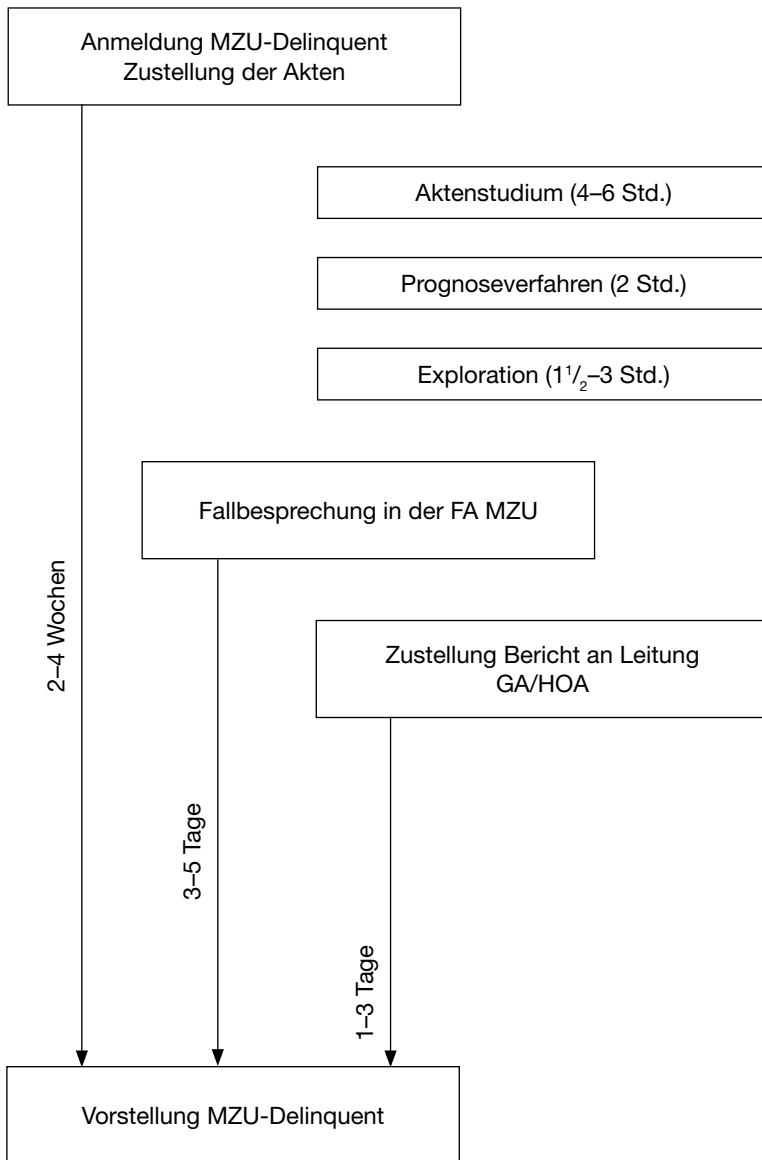 Anmeldung MZU-Delinquent
Zustellung der Akten
Aktenstudium (4–6 Std.)
Prognoseverfahren (2 Std.)
Exploration (1 1/2–3 Std.)
Fallbesprechung in der FA MZU
2–4 Wochen
Zustellung Bericht an Leitung
GA/HOA
3–5 Tage
1–3 Tage
Vorstellung MZU-Delinquent